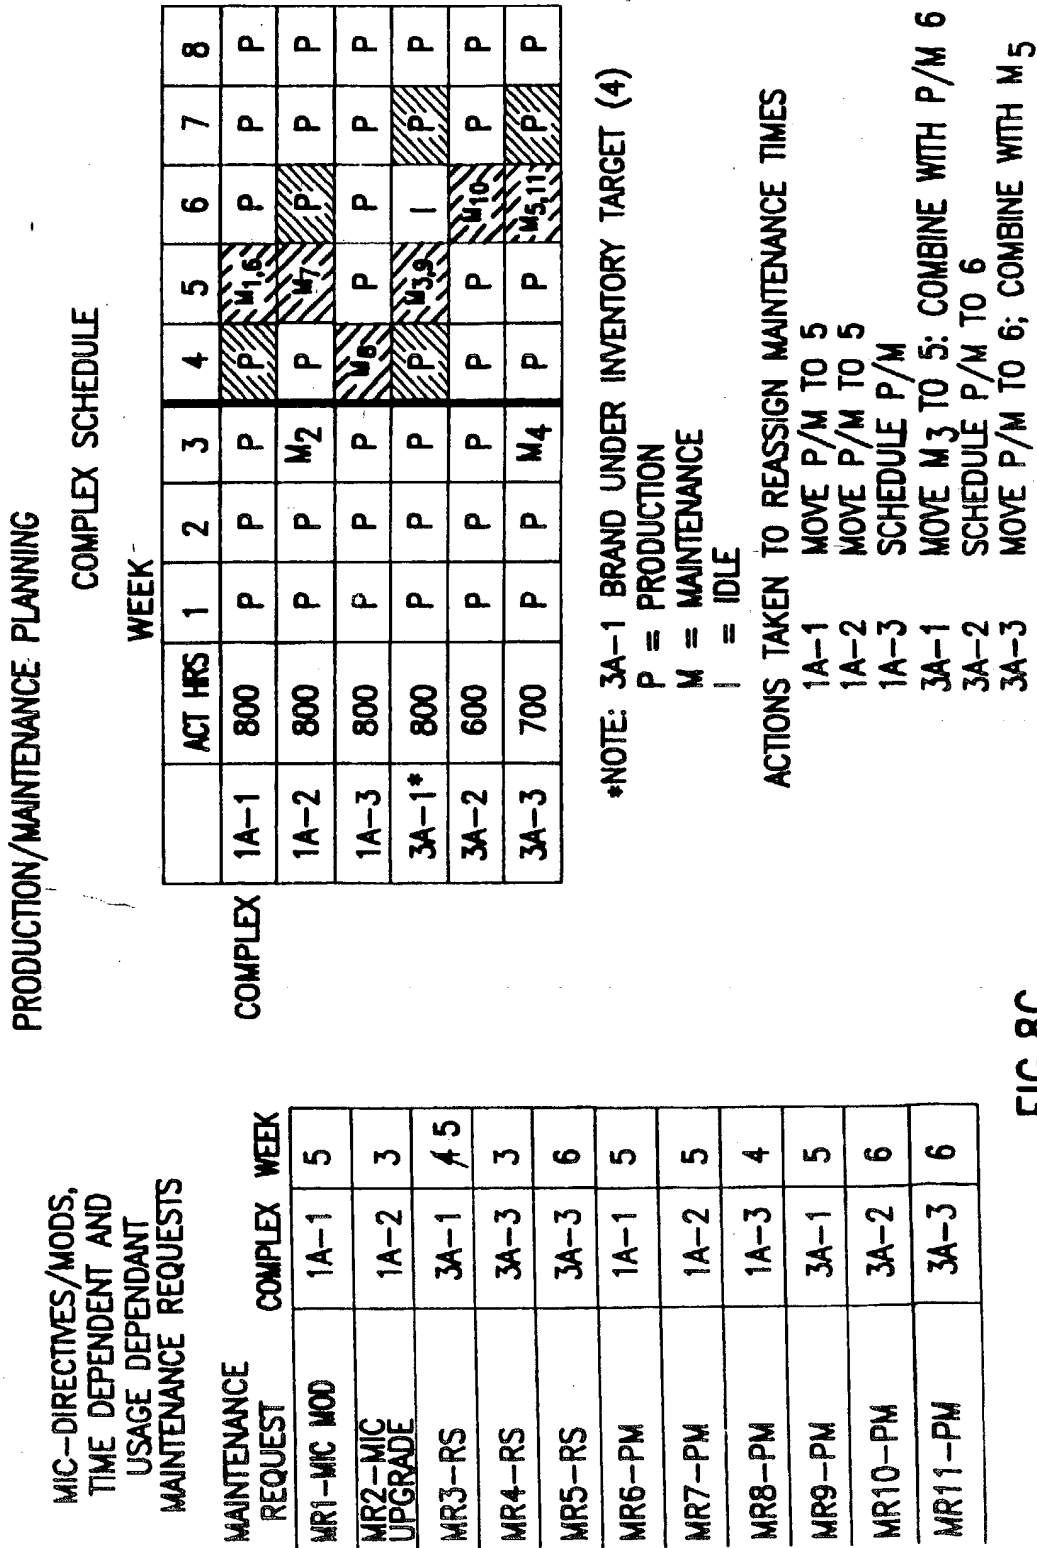 PRODUCTION/MAINTENANCE PLANNING
MIC-DIRECTIVES/MODS,
TIME DEPENDENT AND
USAGE DEPENDANT
MAINTENANCE REQUESTS
MAINTENANCE
REQUEST COMPLEX WEEK
MR1-MIC MOD 1A-1 5
MR2-MIC
UPGRADE 1A-2 3
MR3-RS 3A-1 4 5
MR4-RS 3A-3 3
MR5-RS 3A-3 6
MR6-PM 1A-1 5
MR7-PM 1A-2 5
MR8-PM 1A-3 4
MR9-PM 3A-1 5
MR10-PM 3A-2 6
MR11-PM 3A-3 6
COMPLEX SCHEDULE
WEEK
ACT HRS 1 2 3 4 5 6 7 8
COMPLEX 1A-1 800 P P P P M1,6 P P P
1A-2 800 P P M2 P M7 P P P
1A-3 800 P P P M8 P P P P
3A-1* 800 P P P P M3,9 I P P
3A-2 600 P P P P P M10 P P
3A-3 700 P P M4 P P M5,11 P P
*NOTE: 3A-1 BRAND UNDER INVENTORY TARGET (4)
P = PRODUCTION
M = MAINTENANCE
I = IDLE
ACTIONS TAKEN TO REASSIGN MAINTENANCE TIMES
1A-1 MOVE P/M TO 5
1A-2 MOVE P/M TO 5
1A-3 SCHEDULE P/M
3A-1 MOVE M3 TO 5: COMBINE WITH P/M 6
3A-2 SCHEDULE P/M TO 6
3A-3 MOVE P/M TO 6; COMBINE WITH M5
FIG.8C